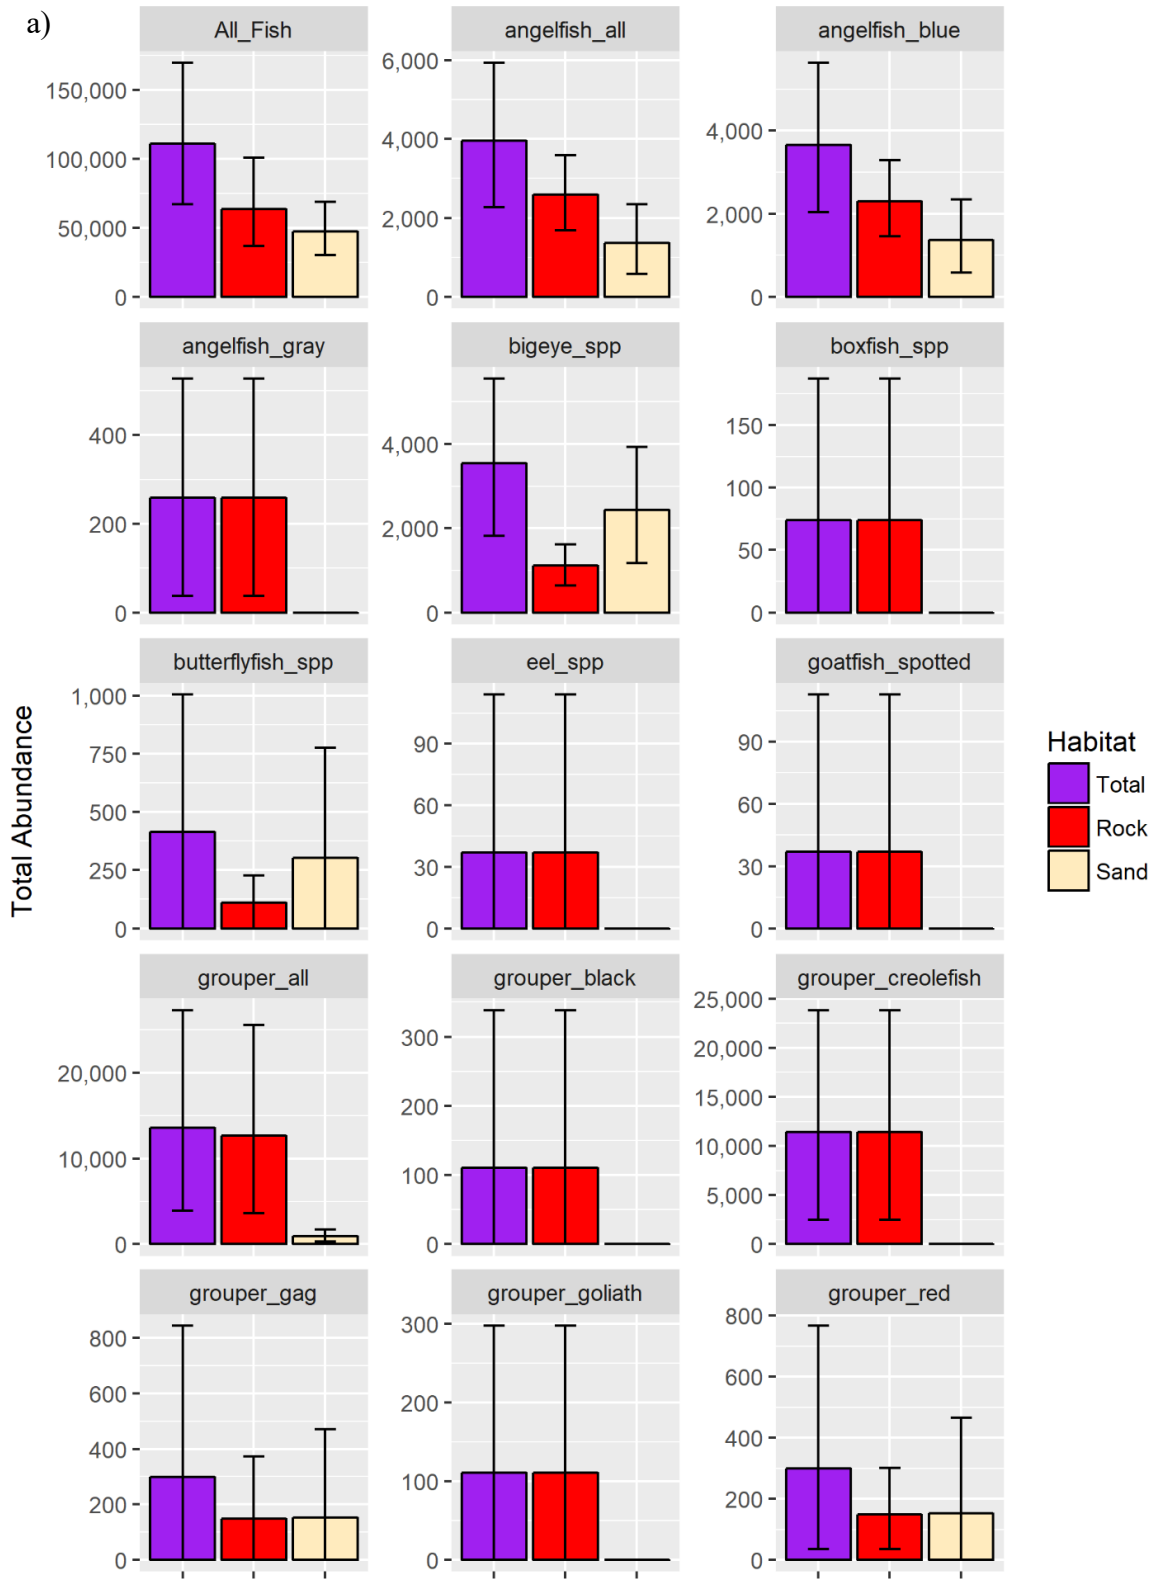 a)
All_Fish
angelfish_all
angelfish_blue
150,000
100,000
50,000
0
6,000
4,000
2,000
0
4,000
2,000
0
angelfish_gray
bigeye_spp
boxfish_spp
400
200
0
4,000
2,000
0
150
100
50
0
butterflyfish_spp
eel_spp
goatfish_spotted
1,000
750
500
250
0
90
60
30
0
90
60
30
0
grouper_all
grouper_black
grouper_creolefish
20,000
10,000
0
300
200
100
0
25,000
20,000
15,000
10,000
5,000
0
grouper_gag
grouper_goliath
grouper_red
800
600
400
200
0
300
200
100
0
800
600
400
200
0
Total Abundance
Habitat
Total
Rock
Sand